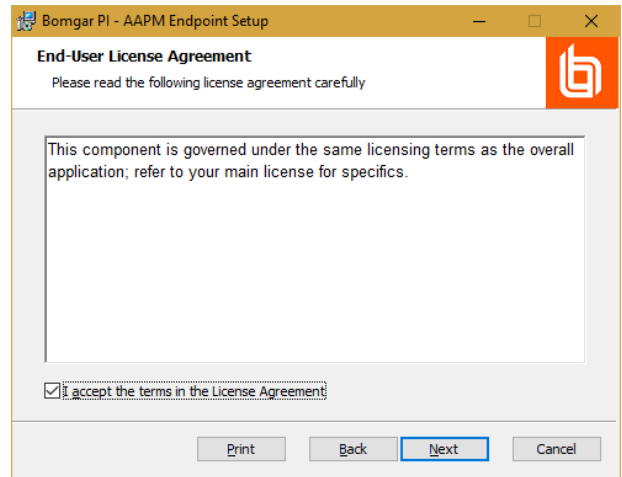 Bomgar PI - AAPM Endpoint Setup
End-User License Agreement
Please read the following license agreement carefully
This component is governed under the same licensing terms as the overall
application; refer to your main license for specifics.
I accept the terms in the License Agreement
Print Back Next Cancel